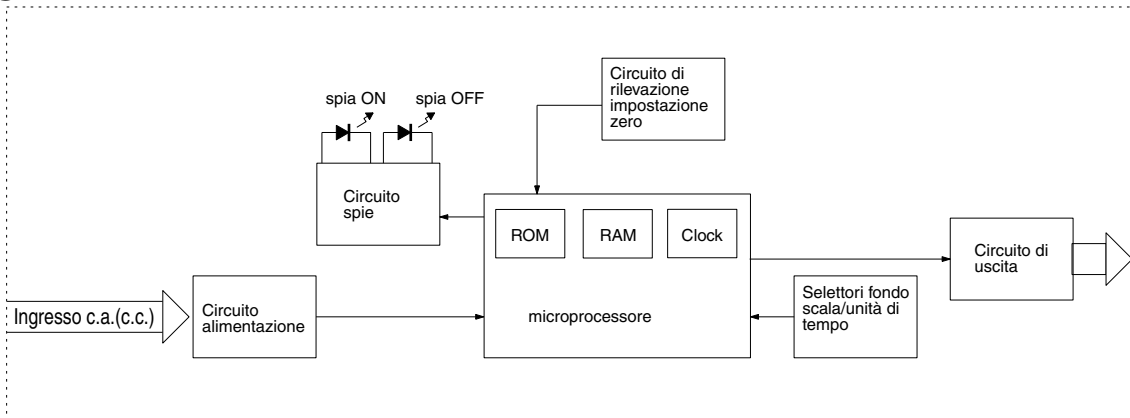 Circuito di
rilevazione
impostazione
zero
spia ON
spia OFF
Circuito
spie
ROM
RAM
Clock
microprocessore
Circuito di
uscita
Ingresso c.a.(c.c.)
Circuito
alimentazione
Selettori fondo
scala/unità di
tempo